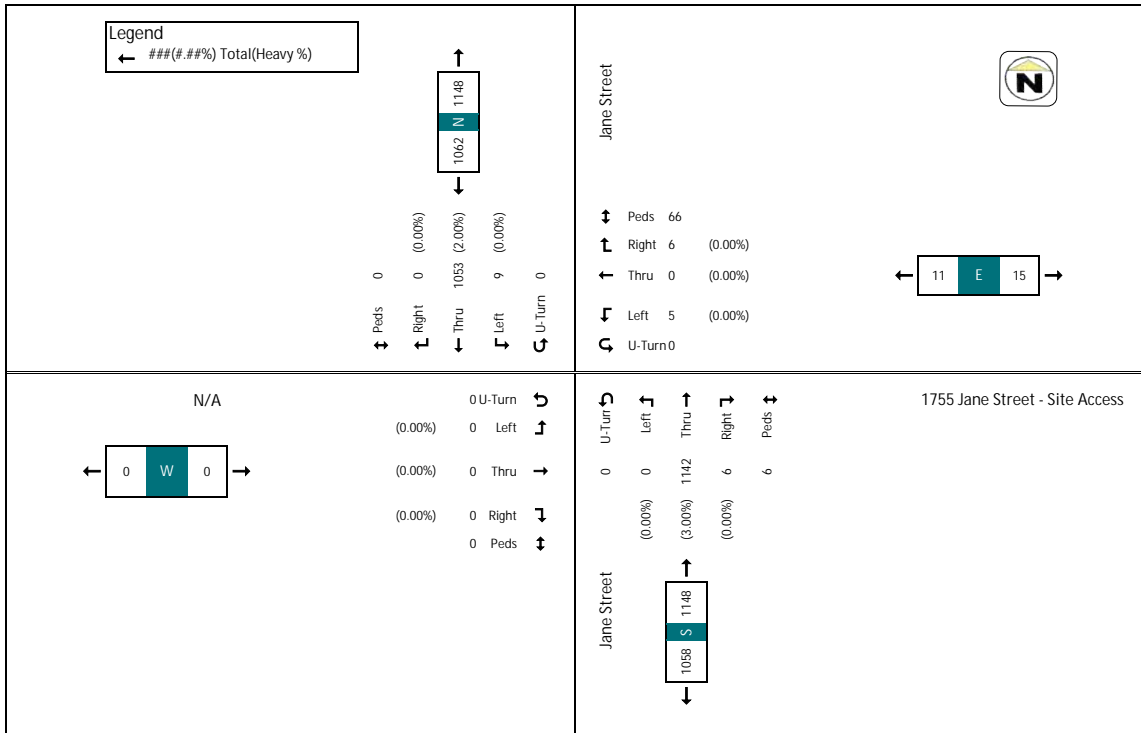 Legend
###(#.##%) Total(Heavy %)
1148
N
1062
(0.00%) (2.00%) (0.00%)
0 0 1053 9 0
Peds Right Thru Left U-Turn
Jane Street
N
Peds 66
Right 6 (0.00%)
Thru 0 (0.00%)
Left 5 (0.00%)
U-Turn 0
11 E 15
N/A
0 W 0
0 U-Turn
(0.00%) 0 Left
(0.00%) 0 Thru
(0.00%) 0 Right
0 Peds
U-Turn Left Thru Right Peds
0 0 1142 6 6
(0.00%) (3.00%) (0.00%)
1755 Jane Street - Site Access
Jane Street
1148
S
1058